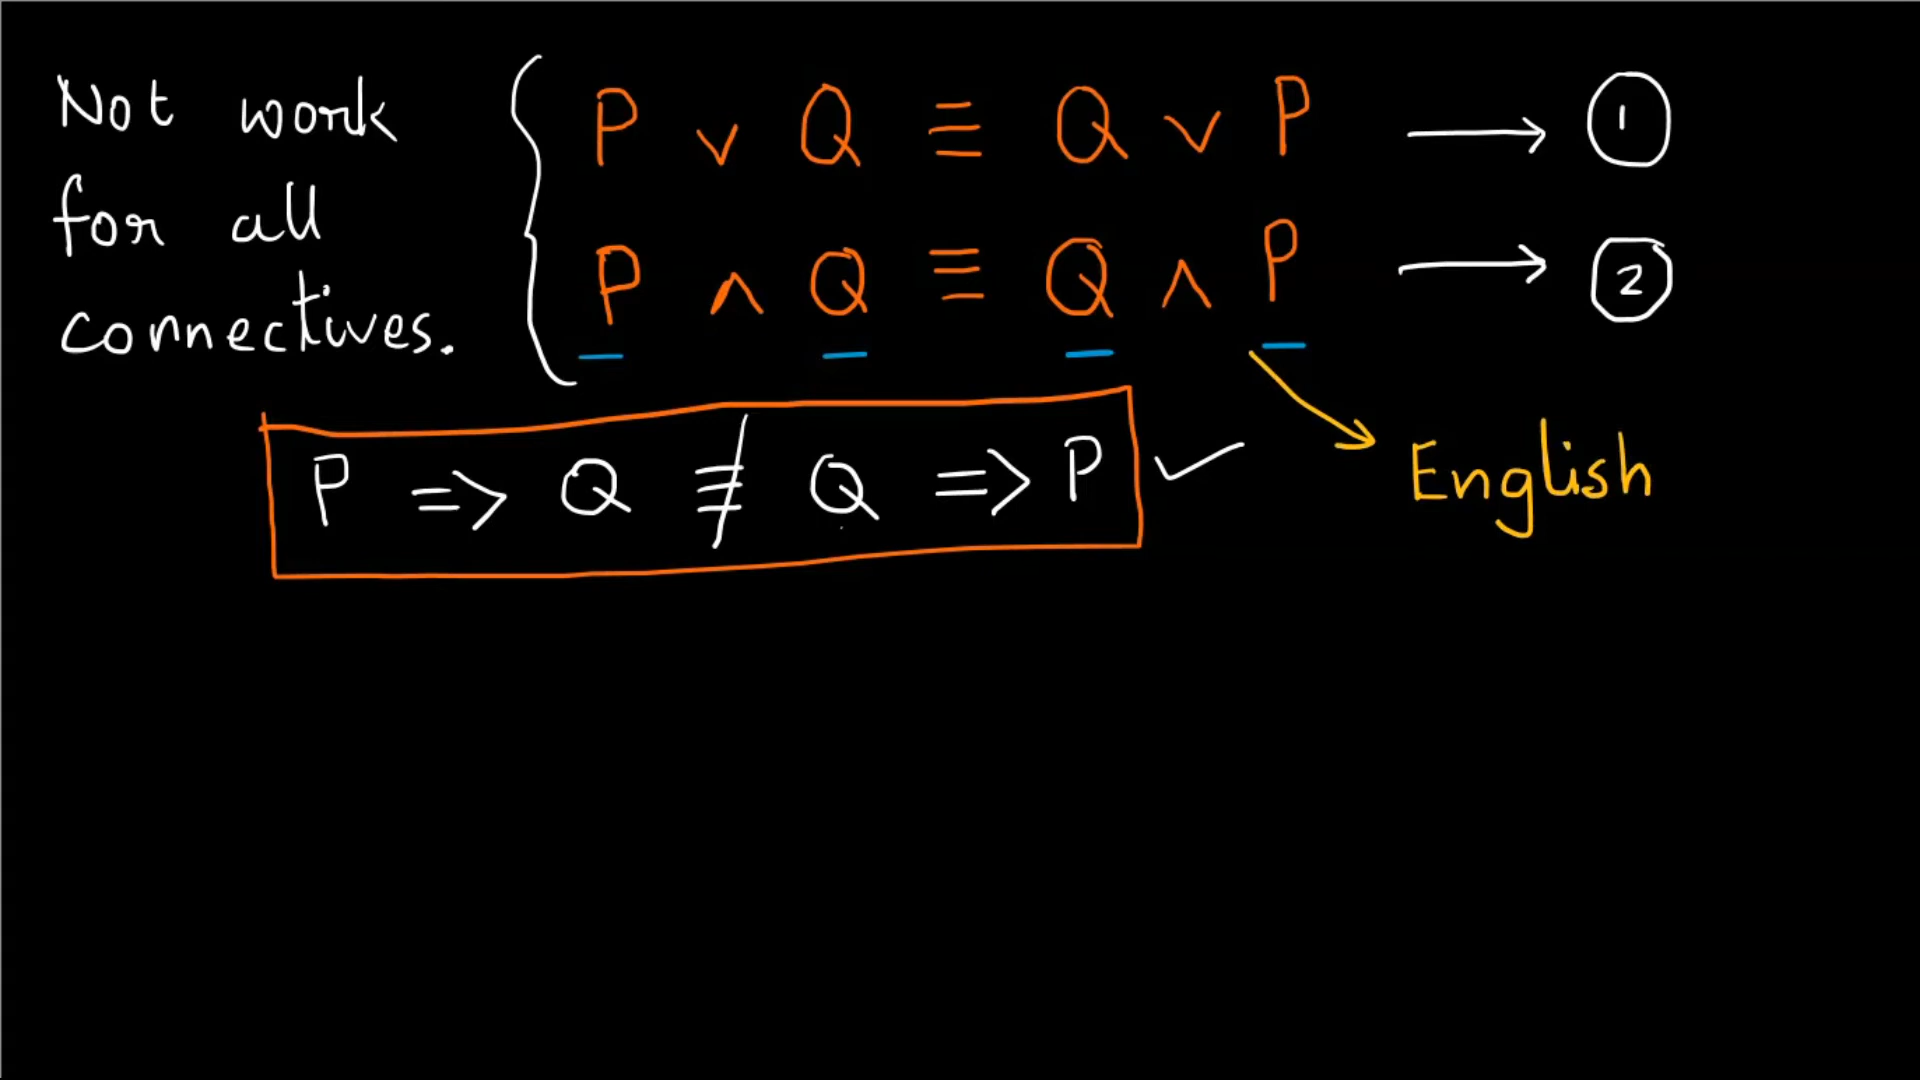 Not work
for all
connectives.
P ∨ Q ≡ Q ∨ P → 1
P ∧ Q ≡ Q ∧ P → 2
P => Q ≢ Q => P ✓
English